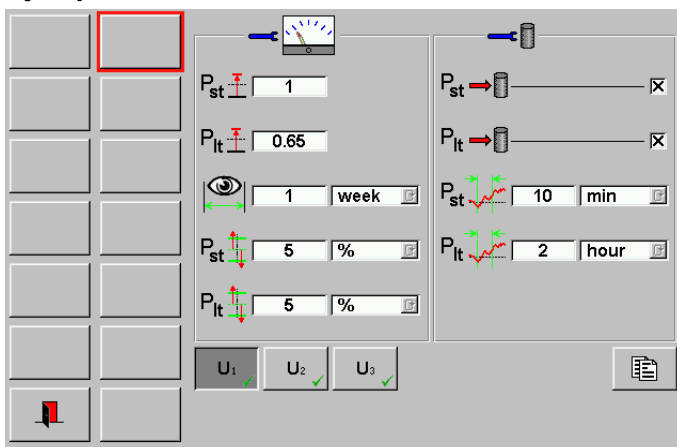 Pst 1
Plt 0.65
1 week
Pst 5 %
Plt 5 %
Pst
Plt
Pst 10 min
Plt 2 hour
U1 U2 U3